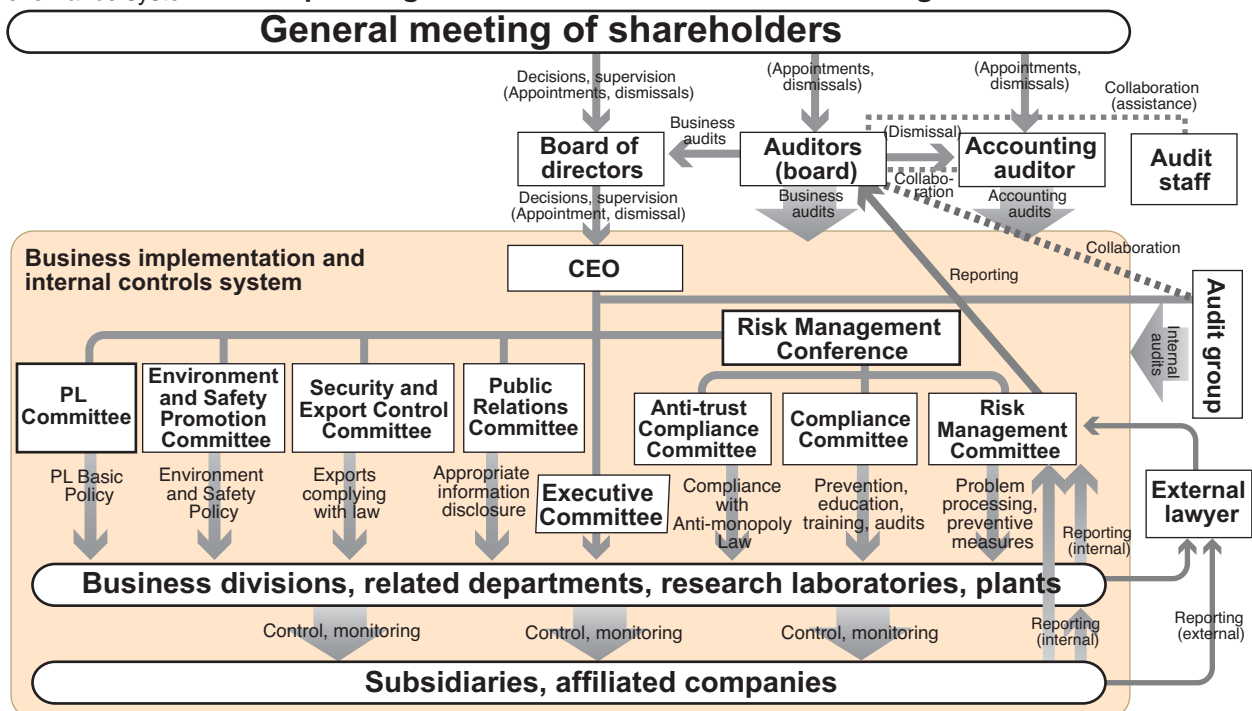 General meeting of shareholders
Decisions, supervision
(Appointments, dismissals)
(Appointments,
dismissals)
(Appointments,
dismissals)
Collaboration
(assistance)
Business
audits
(Dismissal)
Board of
directors
Auditors
(board)
Accounting
auditor
Audit
staff
Collabo-
ration
Decisions, supervision
(Appointment, dismissal)
Business
audits
Accounting
audits
Collaboration
Business implementation and
internal controls system
CEO
Reporting
Audit group
Internal
audits
Risk Management
Conference
PL
Committee
Environment
and Safety
Promotion
Committee
Security and
Export Control
Committee
Public
Relations
Committee
Anti-trust
Compliance
Committee
Compliance
Committee
Risk
Management
Committee
PL Basic
Policy
Environment
and Safety
Policy
Exports
complying
with law
Appropriate
information
disclosure
Executive
Committee
Compliance
with
Anti-monopoly
Law
Prevention,
education,
training, audits
Problem
processing,
preventive
measures
Reporting
(internal)
External
lawyer
Business divisions, related departments, research laboratories, plants
Control, monitoring
Control, monitoring
Control, monitoring
Reporting
(internal)
Reporting
(external)
Subsidiaries, affiliated companies